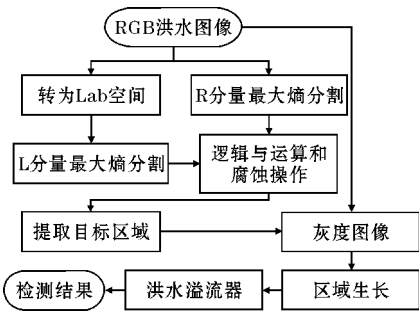 RGB洪水图像
转为Lab空间
R分量最大熵分割
L分量最大熵分割
逻辑与运算和
腐蚀操作
提取目标区域
灰度图像
检测结果
洪水溢流器
区域生长